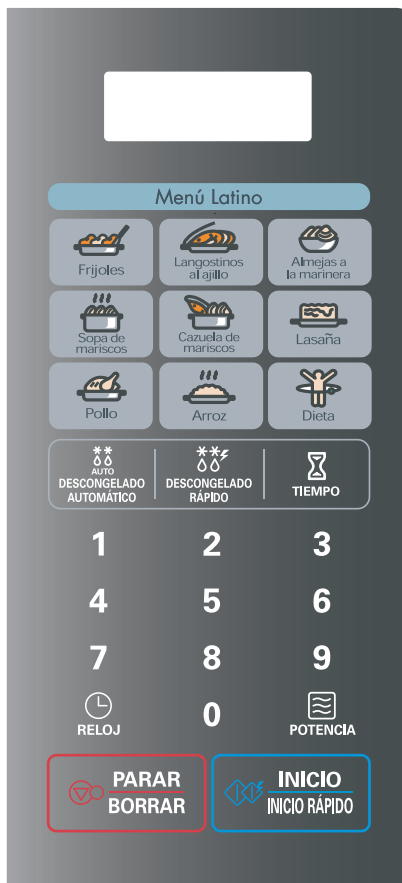 Menú Latino
Frijoles
Langostinos
al ajillo
Almejas a
la marinera
Sopa de
mariscos
Cazuela de
mariscos
Lasaña
Pollo
Arroz
Dieta
AUTO
DESCONGELADO
AUTOMÁTICO
DESCONGELADO
RÁPIDO
TIEMPO
1 2 3
4 5 6
7 8 9
RELOJ
0
POTENCIA
PARAR
BORRAR
INICIO
INICIO RÁPIDO